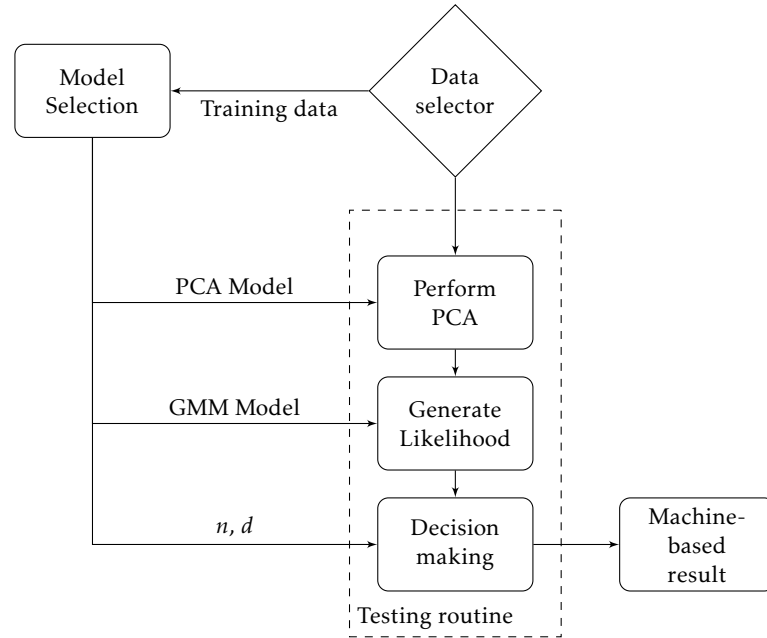 Model
Selection
Training data
Data
selector
PCA Model
Perform
PCA
GMM Model
Generate
Likelihood
n, d
Decision
making
Machine-
based
result
Testing routine